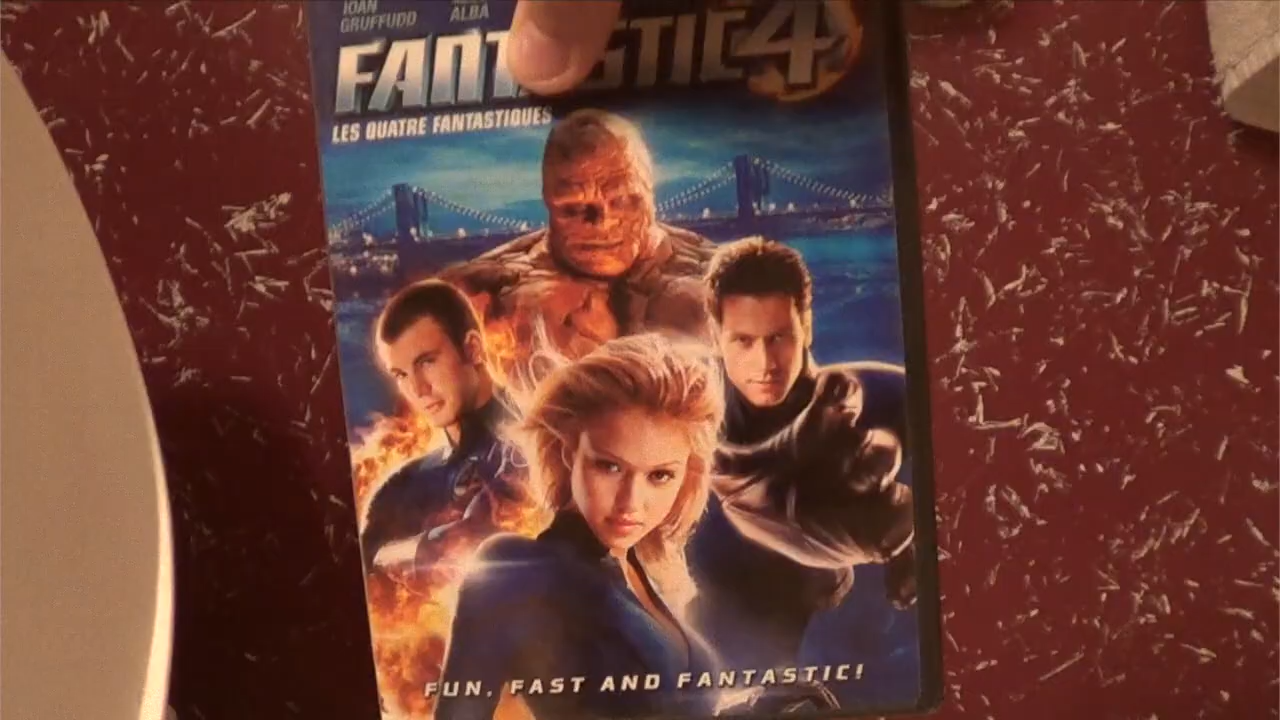 IOAN
GRUFFUDD
ALBA
FANTASTIC 4
LES QUATRE FANTASTIQUES
FUN, FAST AND FANTASTIC!